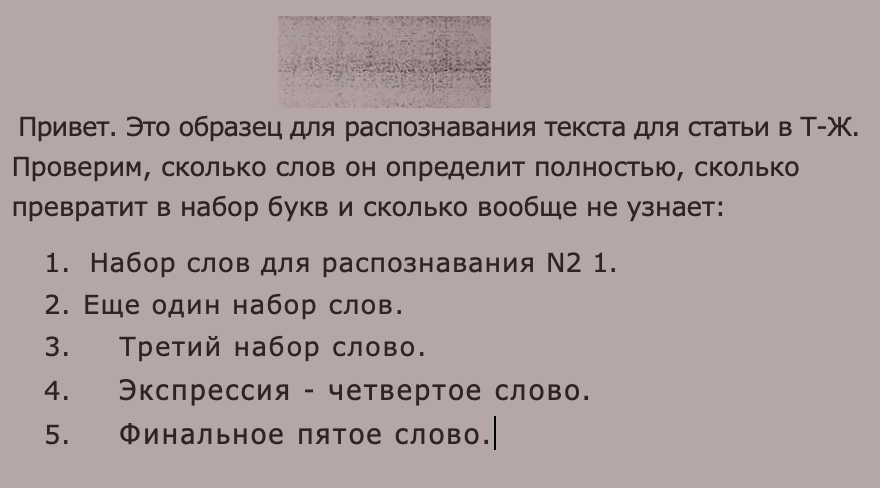 Привет. Это образец для распознавания текста для статьи в Т-Ж.
Проверим, сколько слов он определит полностью, сколько
превратит в набор букв и сколько вообще не узнает:
1. Набор слов для распознавания N2 1.
2. Еще один набор слов.
3. Третий набор слово.
4. Экспрессия - четвертое слово.
5. Финальное пятое слово.